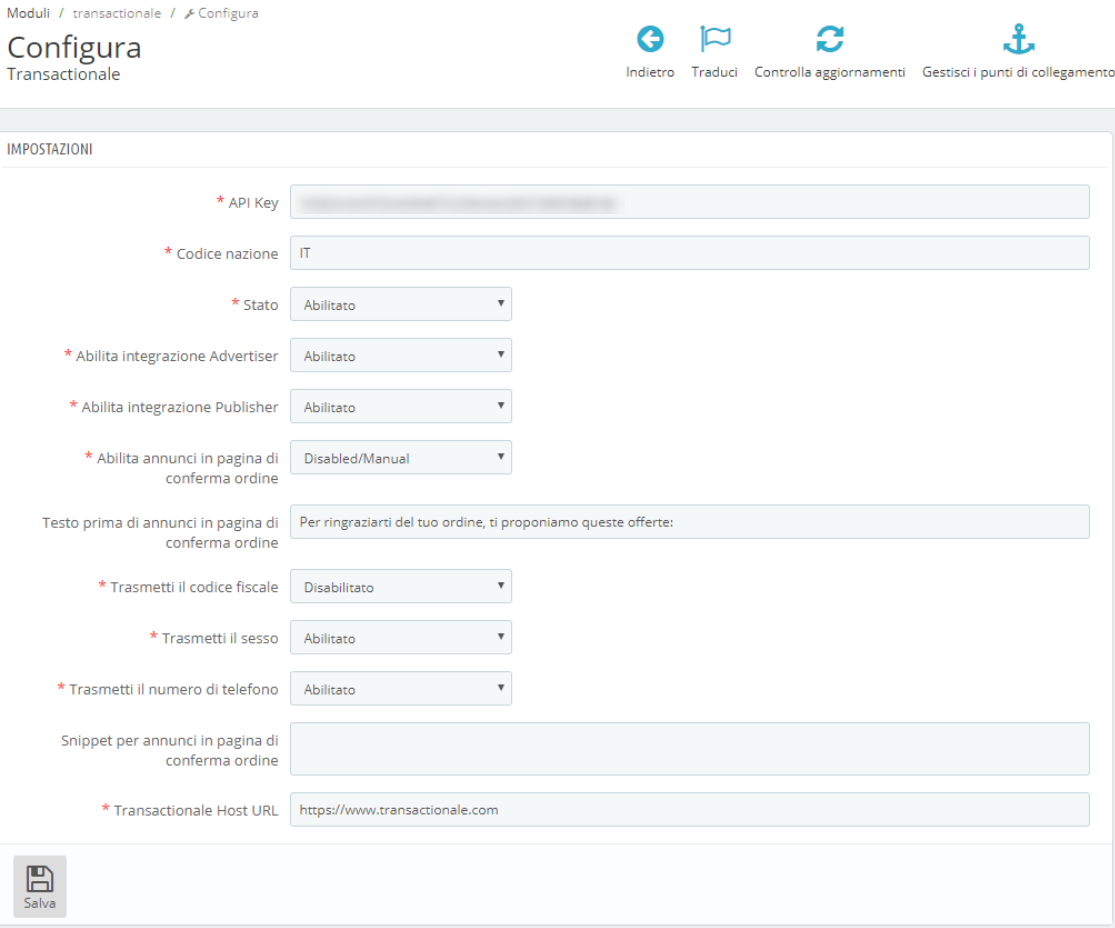 Moduli / transactionale / Configura
Configura
Transactionale
Indietro
Traduci
Controlla aggiornamenti
Gestisci i punti di collegamento
IMPOSTAZIONI
* API Key
* Codice nazione
IT
* Stato
Abilitato
* Abilita integrazione Advertiser
Abilitato
* Abilita integrazione Publisher
Abilitato
* Abilita annunci in pagina di
conferma ordine
Disabled/Manual
Testo prima di annunci in pagina di
conferma ordine
Per ringraziarti del tuo ordine, ti proponiamo queste offerte:
* Trasmetti il codice fiscale
Disabilitato
* Trasmetti il sesso
Abilitato
* Trasmetti il numero di telefono
Abilitato
Snippet per annunci in pagina di
conferma ordine
* Transactionale Host URL
https://www.transactionale.com
Salva